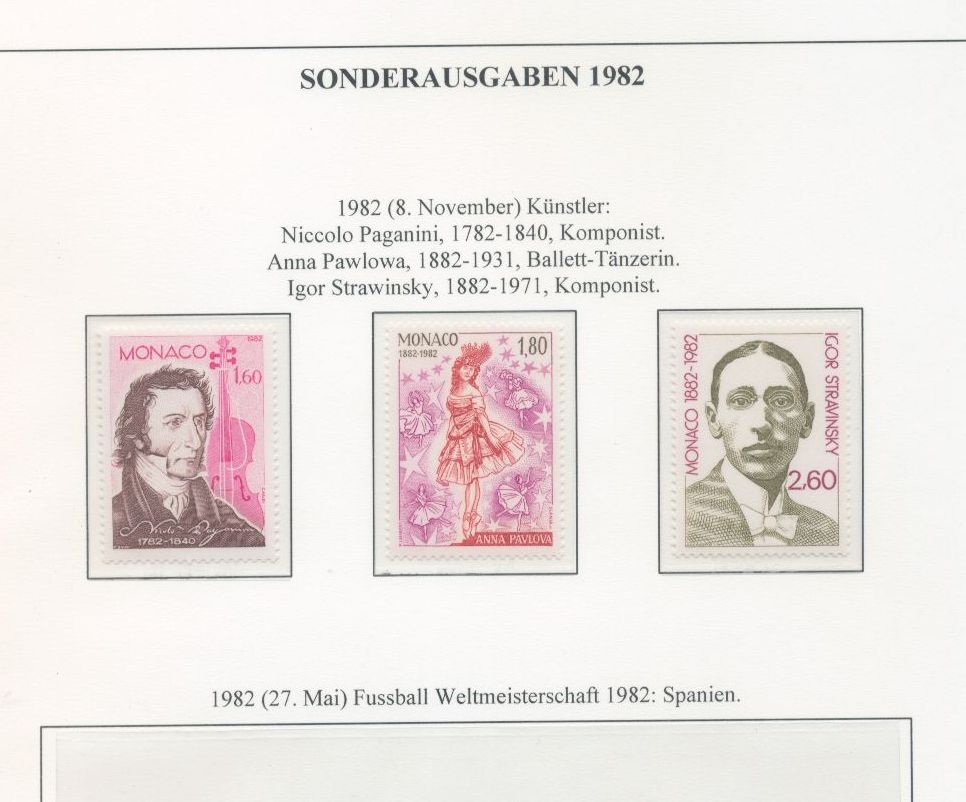 SONDERAUSGABEN 1982
1982 (8. November) Künstler:
Niccolo Paganini, 1782-1840, Komponist.
Anna Pawlowa, 1882-1931, Ballett-Tänzerin.
Igor Strawinsky, 1882-1971, Komponist.
1982
MONACO
1,60
1782-1840
MONACO
1882-1982
1,80
ANNA PAVLOVA
MONACO 1882-1982
IGOR STRAVINSKY
2,60
1982 (27. Mai) Fussball Weltmeisterschaft 1982: Spanien.